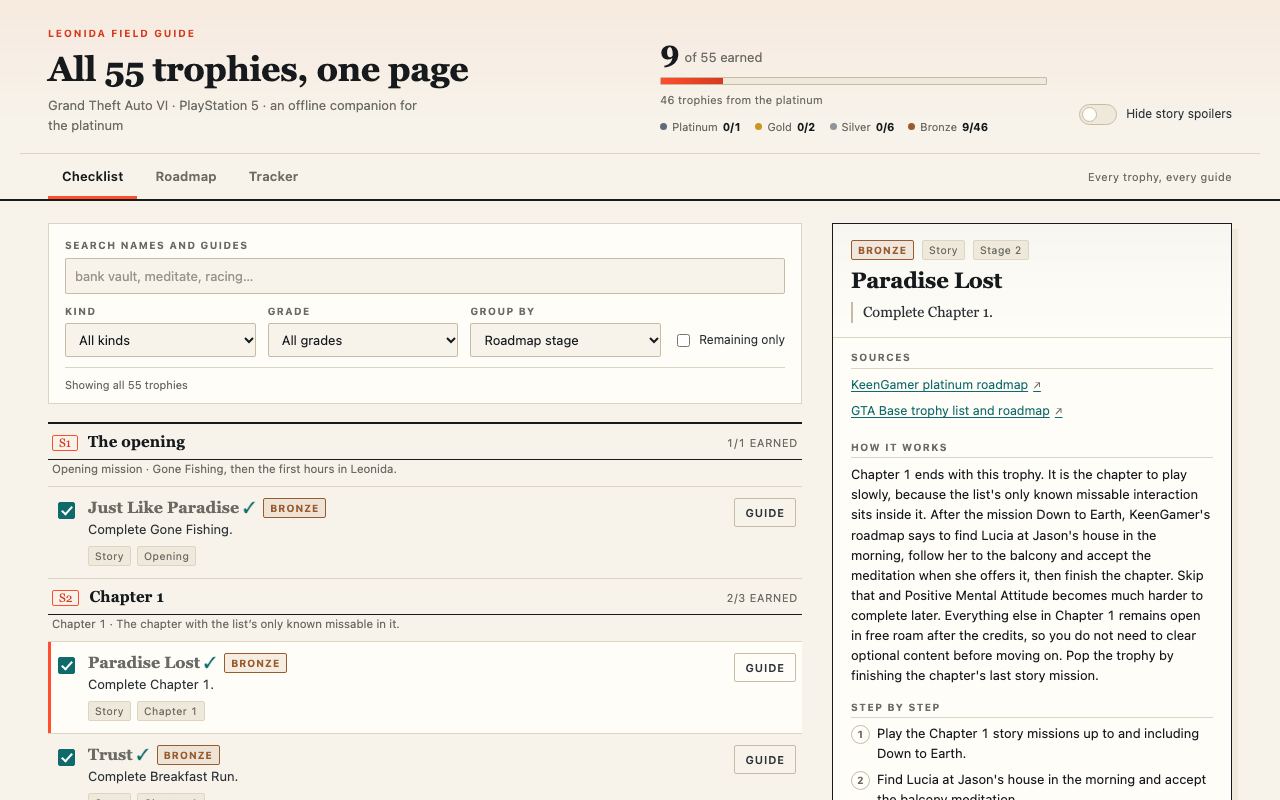 LEONIDA FIELD GUIDE
All 55 trophies, one page
Grand Theft Auto VI · PlayStation 5 · an offline companion for
the platinum
9 of 55 earned
46 trophies from the platinum
Platinum 0/1 Gold 0/2 Silver 0/6 Bronze 9/46
Hide story spoilers
Checklist Roadmap Tracker
Every trophy, every guide
SEARCH NAMES AND GUIDES
bank vault, meditate, racing…
KIND GRADE GROUP BY
All kinds All grades Roadmap stage Remaining only
Showing all 55 trophies
S1 The opening 1/1 EARNED
Opening mission · Gone Fishing, then the first hours in Leonida.
Just Like Paradise ✓ BRONZE
GUIDE
Complete Gone Fishing.
Story Opening
S2 Chapter 1 2/3 EARNED
Chapter 1 · The chapter with the list's only known missable in it.
Paradise Lost ✓ BRONZE
GUIDE
Complete Chapter 1.
Story Chapter 1
Trust ✓ BRONZE
GUIDE
Complete Breakfast Run.
BRONZE Story Stage 2
Paradise Lost
Complete Chapter 1.
SOURCES
KeenGamer platinum roadmap ↗
GTA Base trophy list and roadmap ↗
HOW IT WORKS
Chapter 1 ends with this trophy. It is the chapter to play
slowly, because the list's only known missable interaction
sits inside it. After the mission Down to Earth, KeenGamer's
roadmap says to find Lucia at Jason's house in the
morning, follow her to the balcony and accept the
meditation when she offers it, then finish the chapter. Skip
that and Positive Mental Attitude becomes much harder to
complete later. Everything else in Chapter 1 remains open
in free roam after the credits, so you do not need to clear
optional content before moving on. Pop the trophy by
finishing the chapter's last story mission.
STEP BY STEP
1 Play the Chapter 1 story missions up to and including
Down to Earth.
2 Find Lucia at Jason's house in the morning and accept
the balcony meditation.